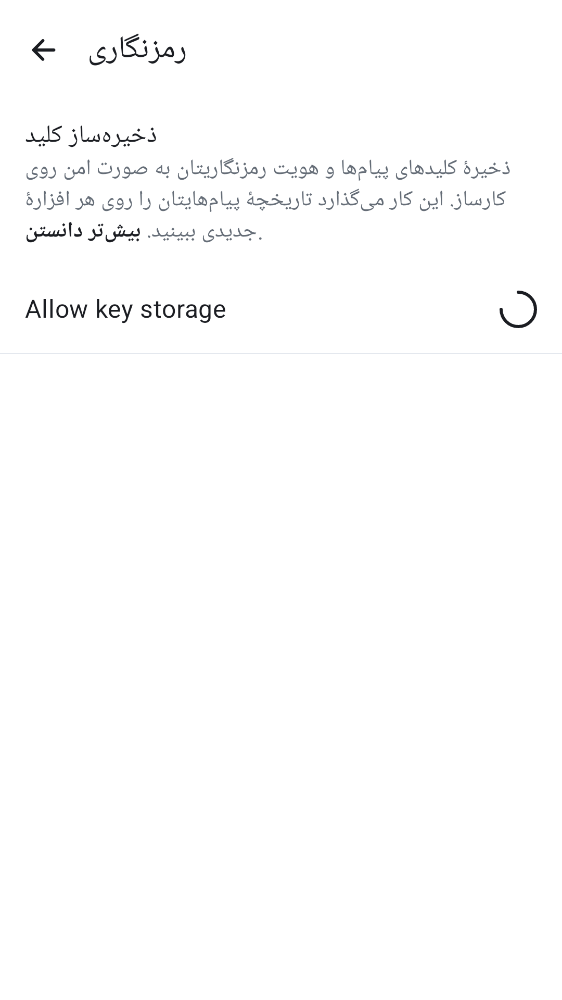 رمزنگاری
ذخیره‌ساز کلید
ذخیرهٔ کلیدهای پیام‌ها و هویت رمزنگاریتان به صورت امن روی
کارساز. این کار می‌گذارد تاریخچهٔ پیام‌هایتان را روی هر افزارهٔ
جدیدی ببینید. بیش‌تر دانستن.
Allow key storage